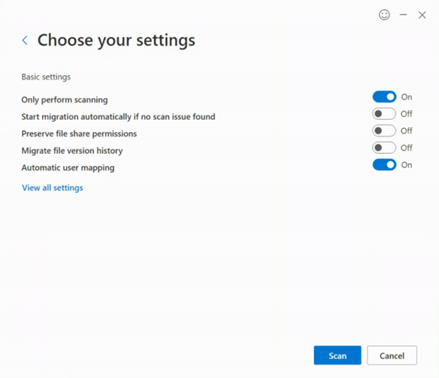 Choose your settings
Basic settings
Only perform scanning On
Start migration automatically if no scan issue found Off
Preserve file share permissions Off
Migrate file version history Off
Automatic user mapping On
View all settings
Scan Cancel